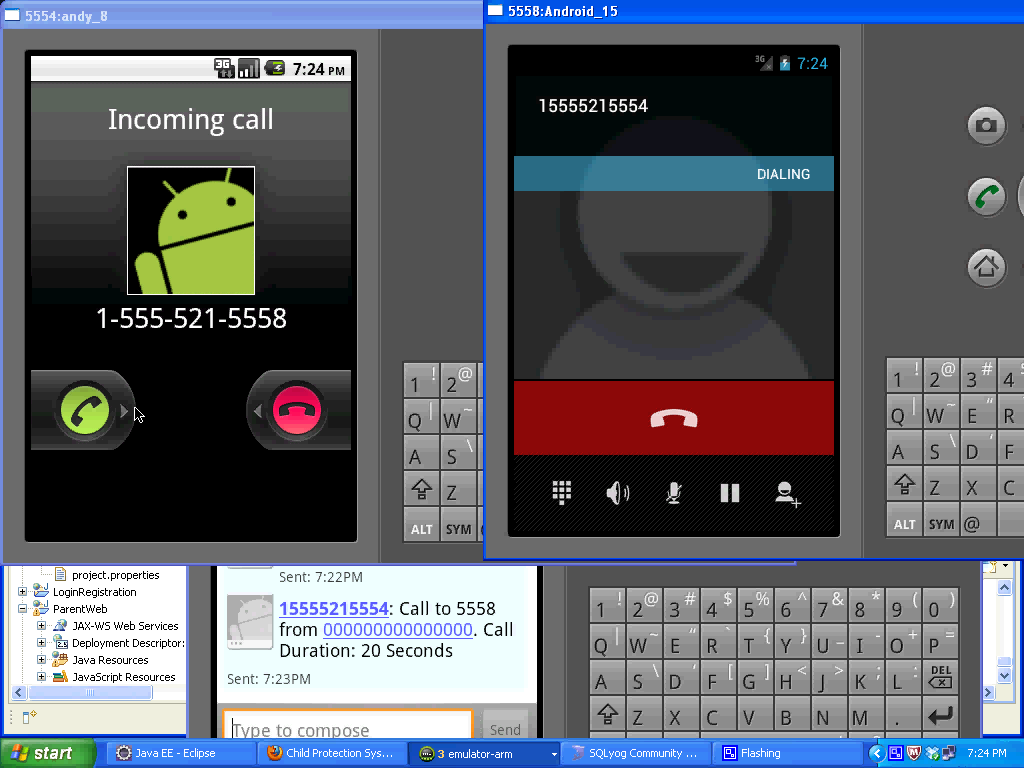 5554:andy_8
3G
7:24 PM
Incoming call
1-555-521-5558
1 ! 2 @
Q | W ~
A S \
Z
ALT SYM
5558:Android_15
3G 7:24
15555215554
DIALING
1 ! 2 @ 3 # 4
Q | W ~ E “ R
A S \ D ‘ F
Z X C
ALT SYM @
project.properties
LoginRegistration
ParentWeb
JAX-WS Web Services
Deployment Descriptor:
Java Resources
JavaScript Resources
Sent: 7:22PM
15555215554: Call to 5558
from 000000000000000. Call
Duration: 20 Seconds
Sent: 7:23PM
Type to compose
Send
1 ! 2 @ 3 # 4 $ 5 % 6 ^ 7 & 8 * 9 ( 0 )
Q | W ~ E “ R ` T { Y } U _ I - O + P =
A S \ D ‘ F [ G ] H < J > K ; L : DEL
Z X C V B N M .
start
Java EE - Eclipse
Child Protection Sys...
3 emulator-arm
SQLyog Community ...
Flashing
7:24 PM